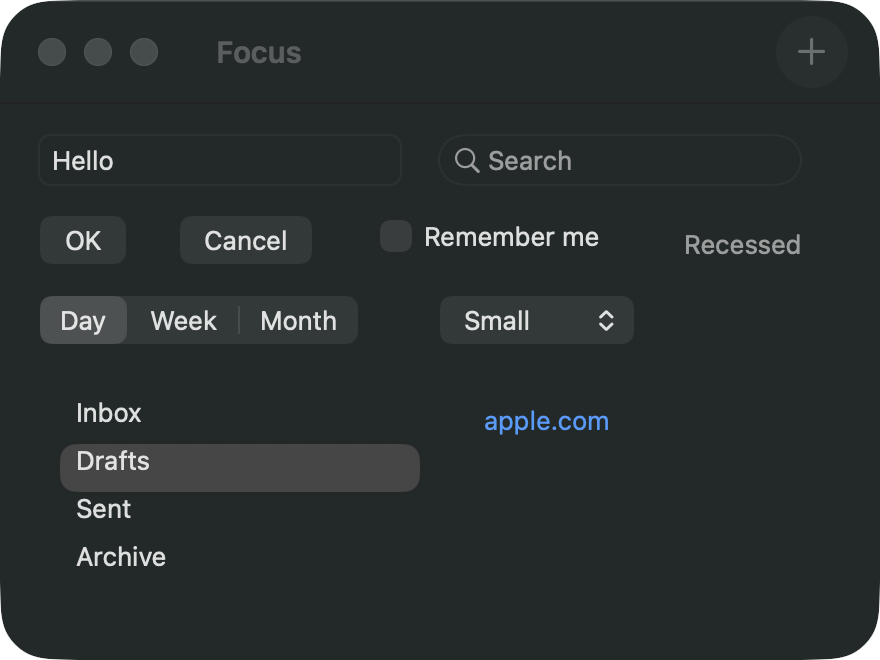 Focus
Hello
Search
OK
Cancel
Remember me
Recessed
Day
Week
Month
Small
Inbox
apple.com
Drafts
Sent
Archive